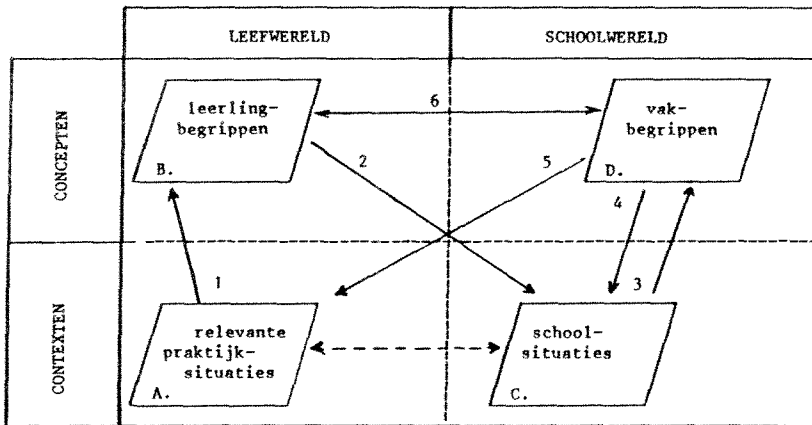 LEEFWERELD
SCHOOLWERELD
CONCEPTEN
leerling-
begrippen
B.
6
vak-
begrippen
D.
2
5
4
1
3
CONTEXTEN
relevante
praktijk-
situaties
A.
school-
situaties
C.